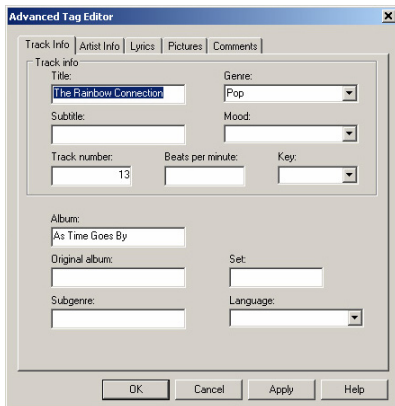 Advanced Tag Editor
Track Info Artist Info Lyrics Pictures Comments
Track info
Title: Genre:
The Rainbow Connection Pop
Subtitle: Mood:
Track number: Beats per minute: Key:
13
Album:
As Time Goes By
Original album: Set:
Subgenre: Language:
OK Cancel Apply Help